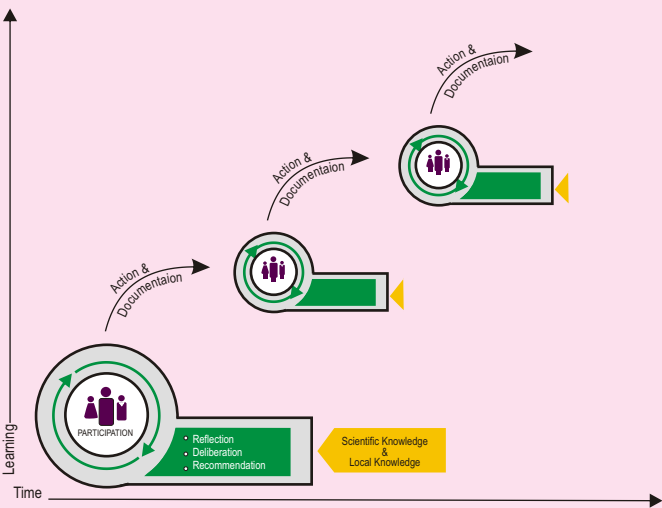 Action &
Documentaion
Action &
Documentaion
Action &
Documentaion
PARTICIPATION
Reflection
Deliberation
Recommendation
Scientific Knowledge
&
Local Knowledge
Learning
Time